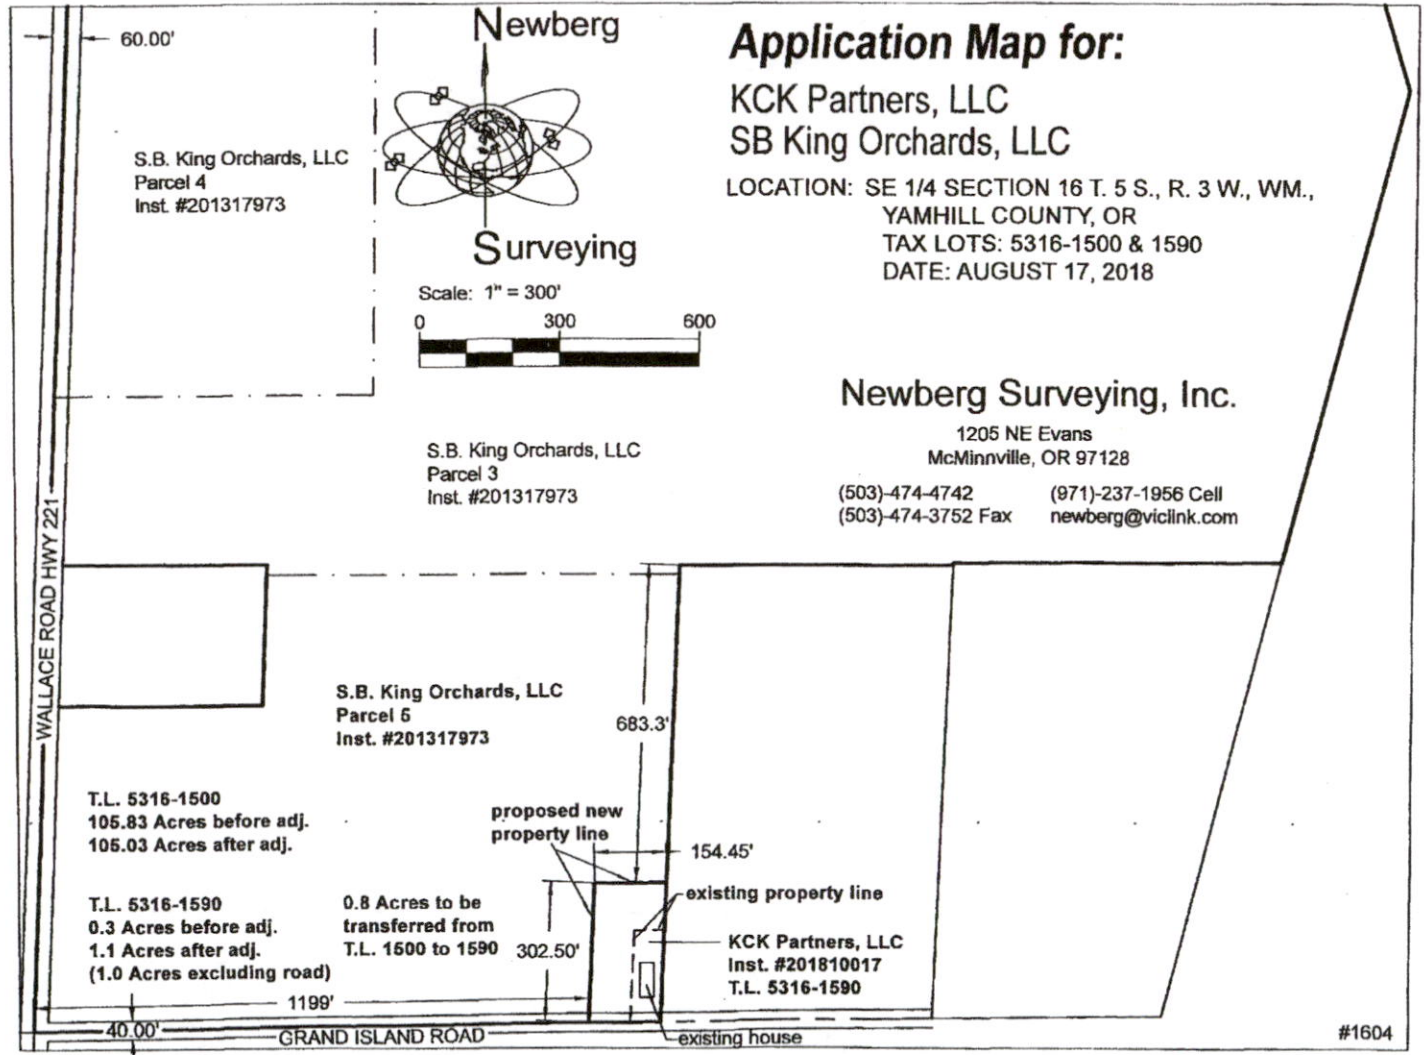 60.00'
Newberg
Surveying
Application Map for:
KCK Partners, LLC
SB King Orchards, LLC
LOCATION: SE 1/4 SECTION 16 T. 5 S., R. 3 W., WM.,
YAMHILL COUNTY, OR
TAX LOTS: 5316-1500 & 1590
DATE: AUGUST 17, 2018
S.B. King Orchards, LLC
Parcel 4
Inst. #201317973
Scale: 1" = 300'
0 300 600
Newberg Surveying, Inc.
1205 NE Evans
McMinnville, OR 97128
(503)-474-4742 (971)-237-1956 Cell
(503)-474-3752 Fax newberg@viclink.com
S.B. King Orchards, LLC
Parcel 3
Inst. #201317973
WALLACE ROAD HWY 221
S.B. King Orchards, LLC
Parcel 5
Inst. #201317973
683.3'
T.L. 5316-1500
105.83 Acres before adj.
105.03 Acres after adj.
proposed new
property line
154.45'
existing property line
T.L. 5316-1590
0.3 Acres before adj.
1.1 Acres after adj.
(1.0 Acres excluding road)
0.8 Acres to be
transferred from
T.L. 1500 to 1590
302.50'
KCK Partners, LLC
Inst. #201810017
T.L. 5316-1590
1199'
40.00'
GRAND ISLAND ROAD
existing house
#1604